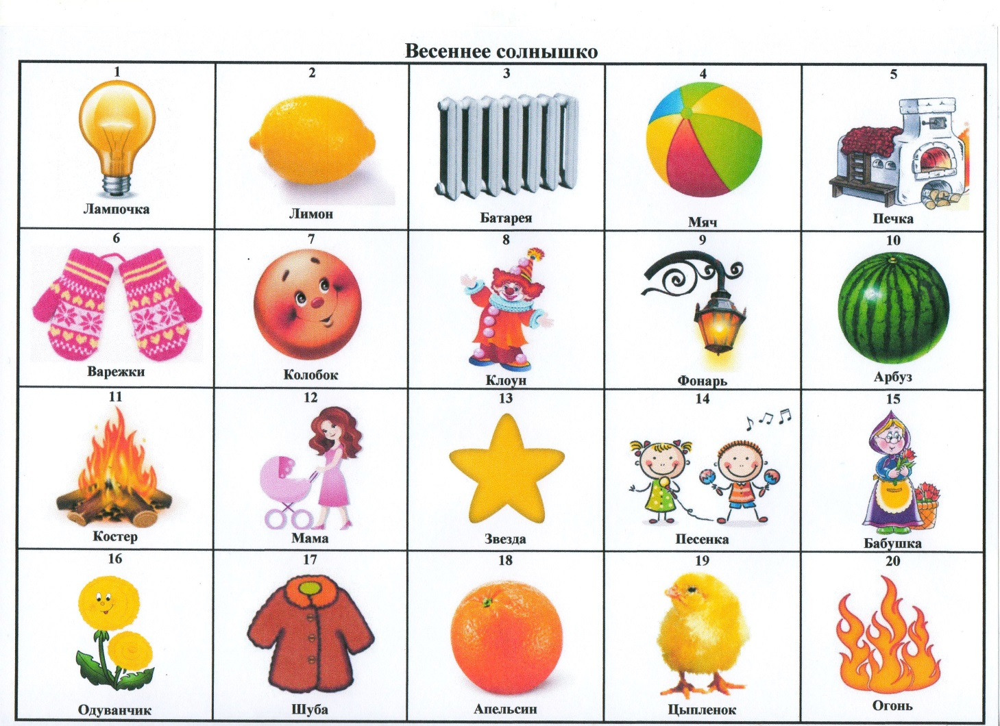 Весеннее солнышко
1
Лампочка
2
Лимон
3
Батарея
4
Мяч
5
Печка
6
Варежки
7
Колобок
8
Клоун
9
Фонарь
10
Арбуз
11
Костер
12
Мама
13
Звезда
14
Песенка
15
Бабушка
16
Одуванчик
17
Шуба
18
Апельсин
19
Цыпленок
20
Огонь